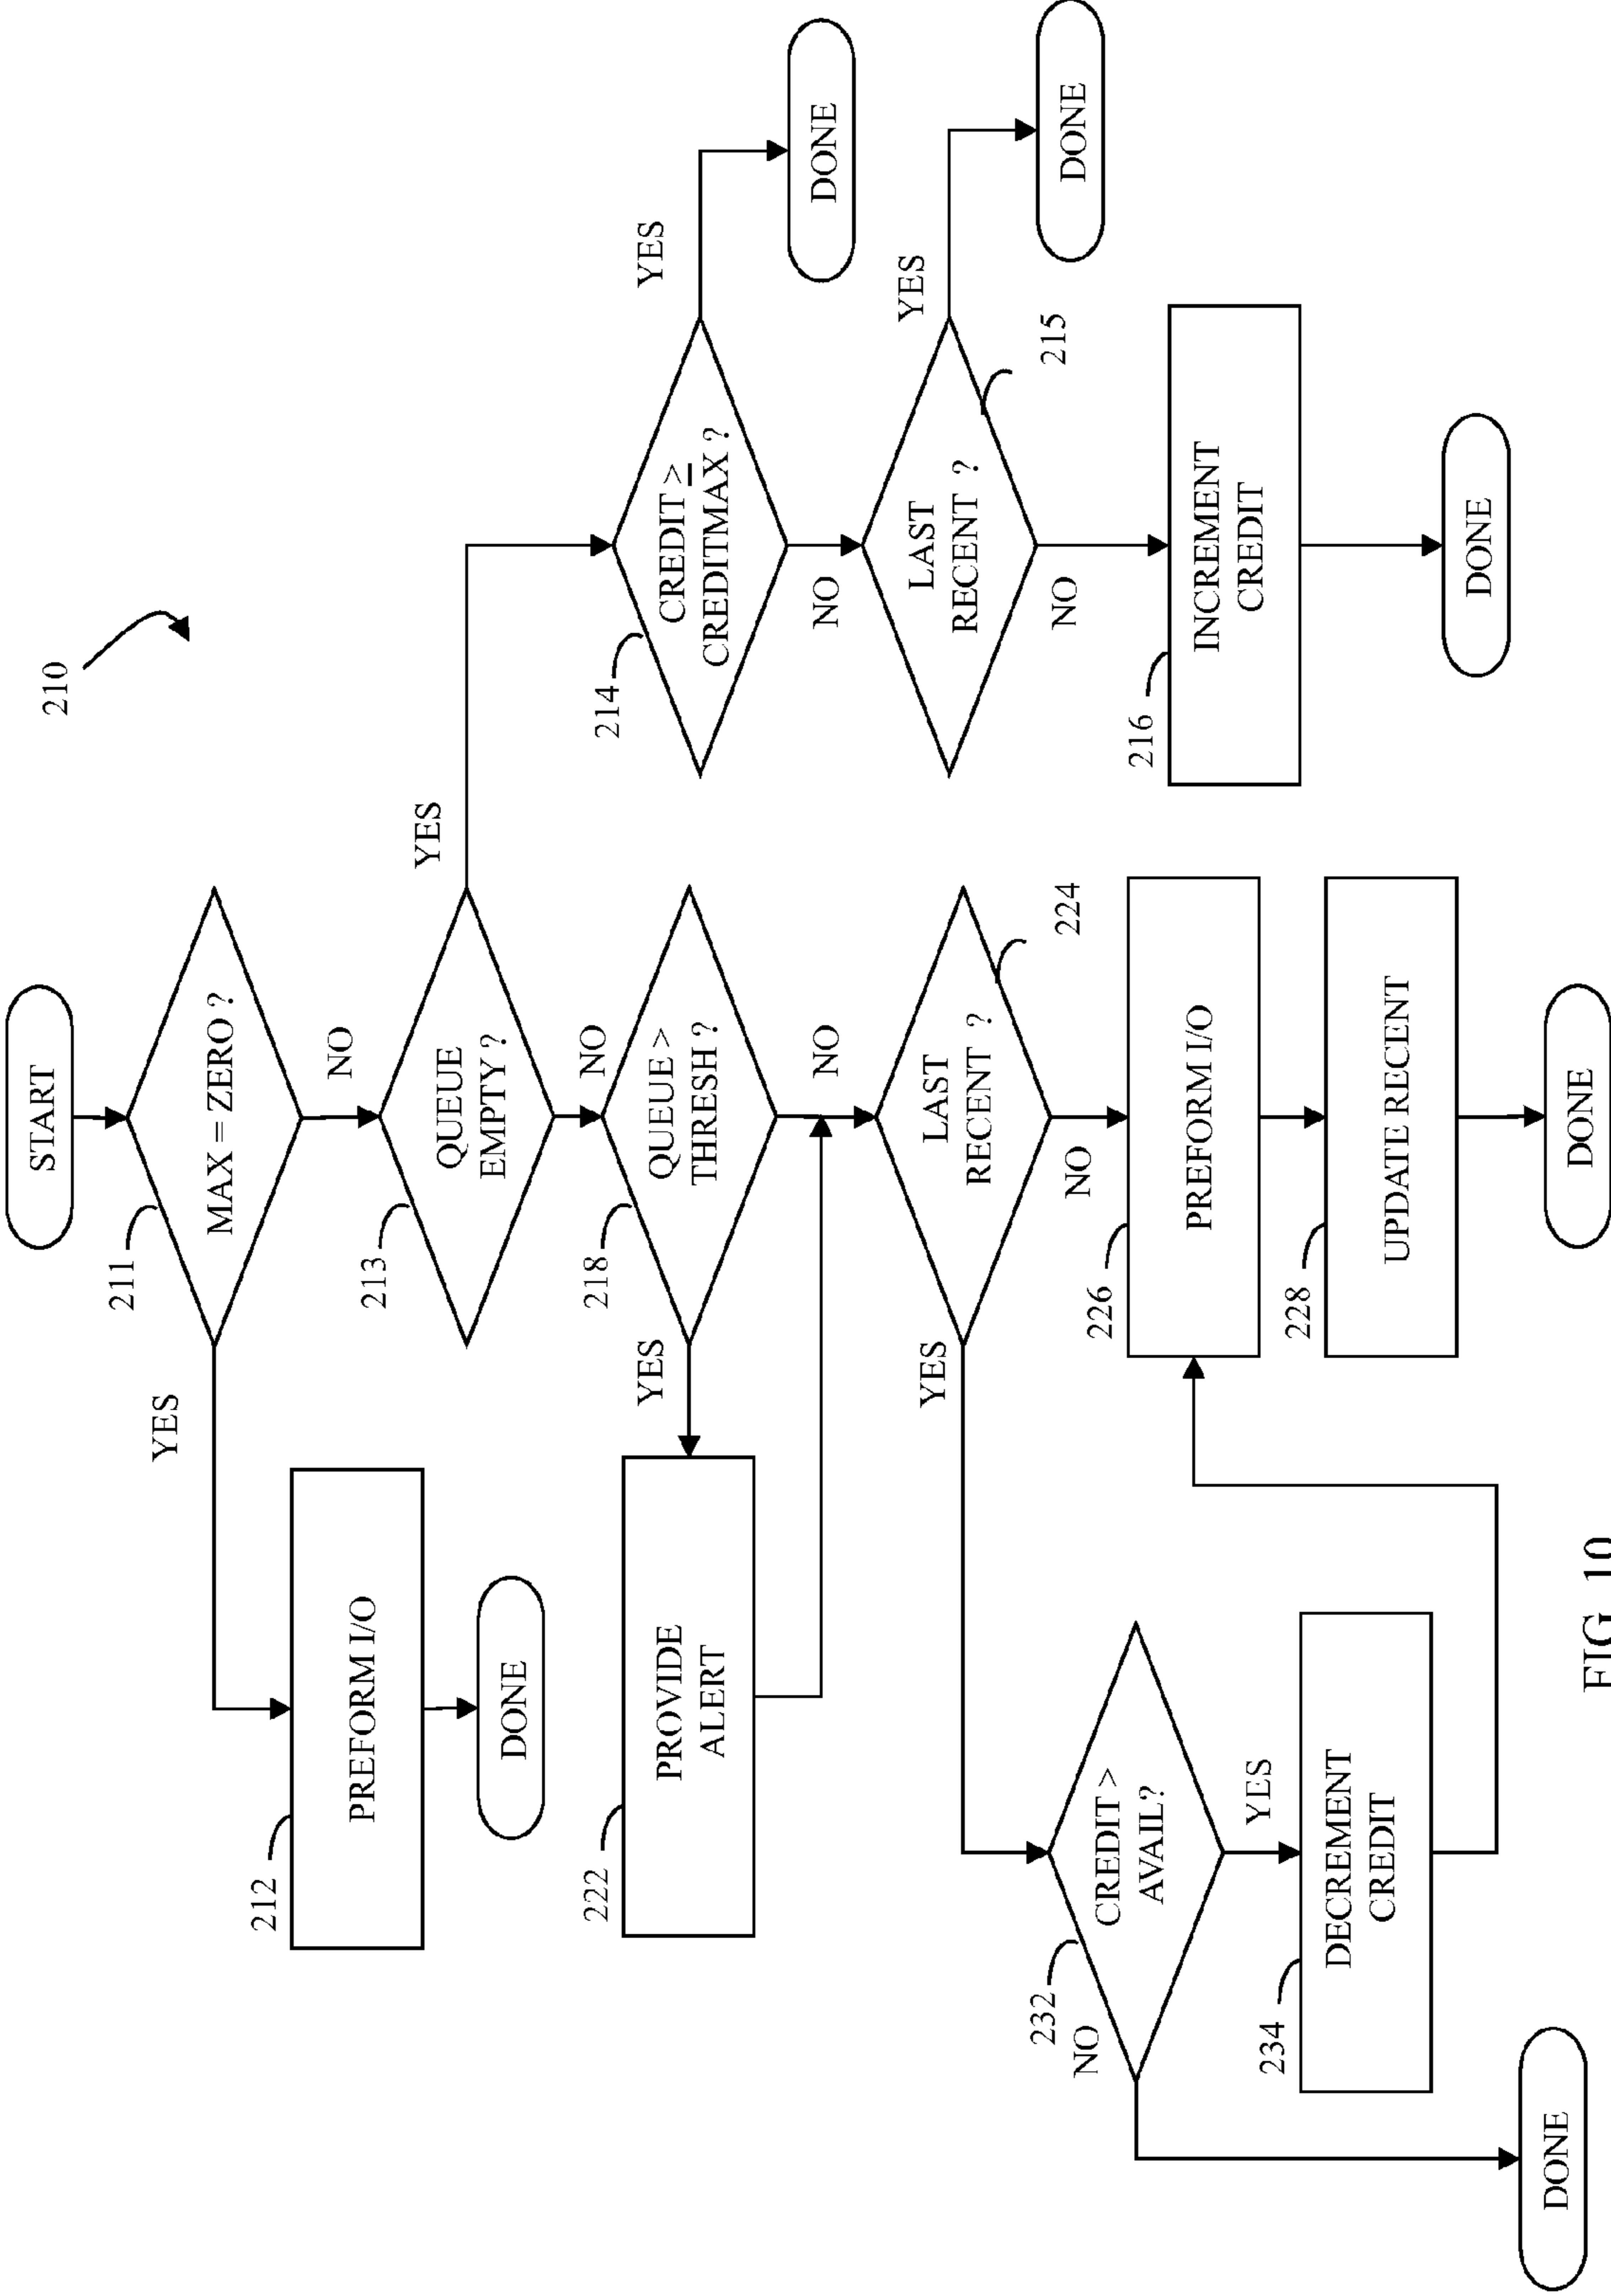 210
START
211
MAX = ZERO ?
YES
NO
212
PREFORM I/O
DONE
213
QUEUE
EMPTY ?
YES
NO
214
CREDIT ≥
CREDITMAX ?
YES
DONE
NO
LAST
RECENT ?
215
YES
DONE
NO
216
INCREMENT
CREDIT
DONE
218
QUEUE >
THRESH ?
YES
NO
222
PROVIDE
ALERT
LAST
RECENT ?
224
YES
NO
226
PREFORM I/O
228
UPDATE RECENT
DONE
232
CREDIT >
AVAIL?
NO
YES
234
DECREMENT
CREDIT
DONE
FIG. 10